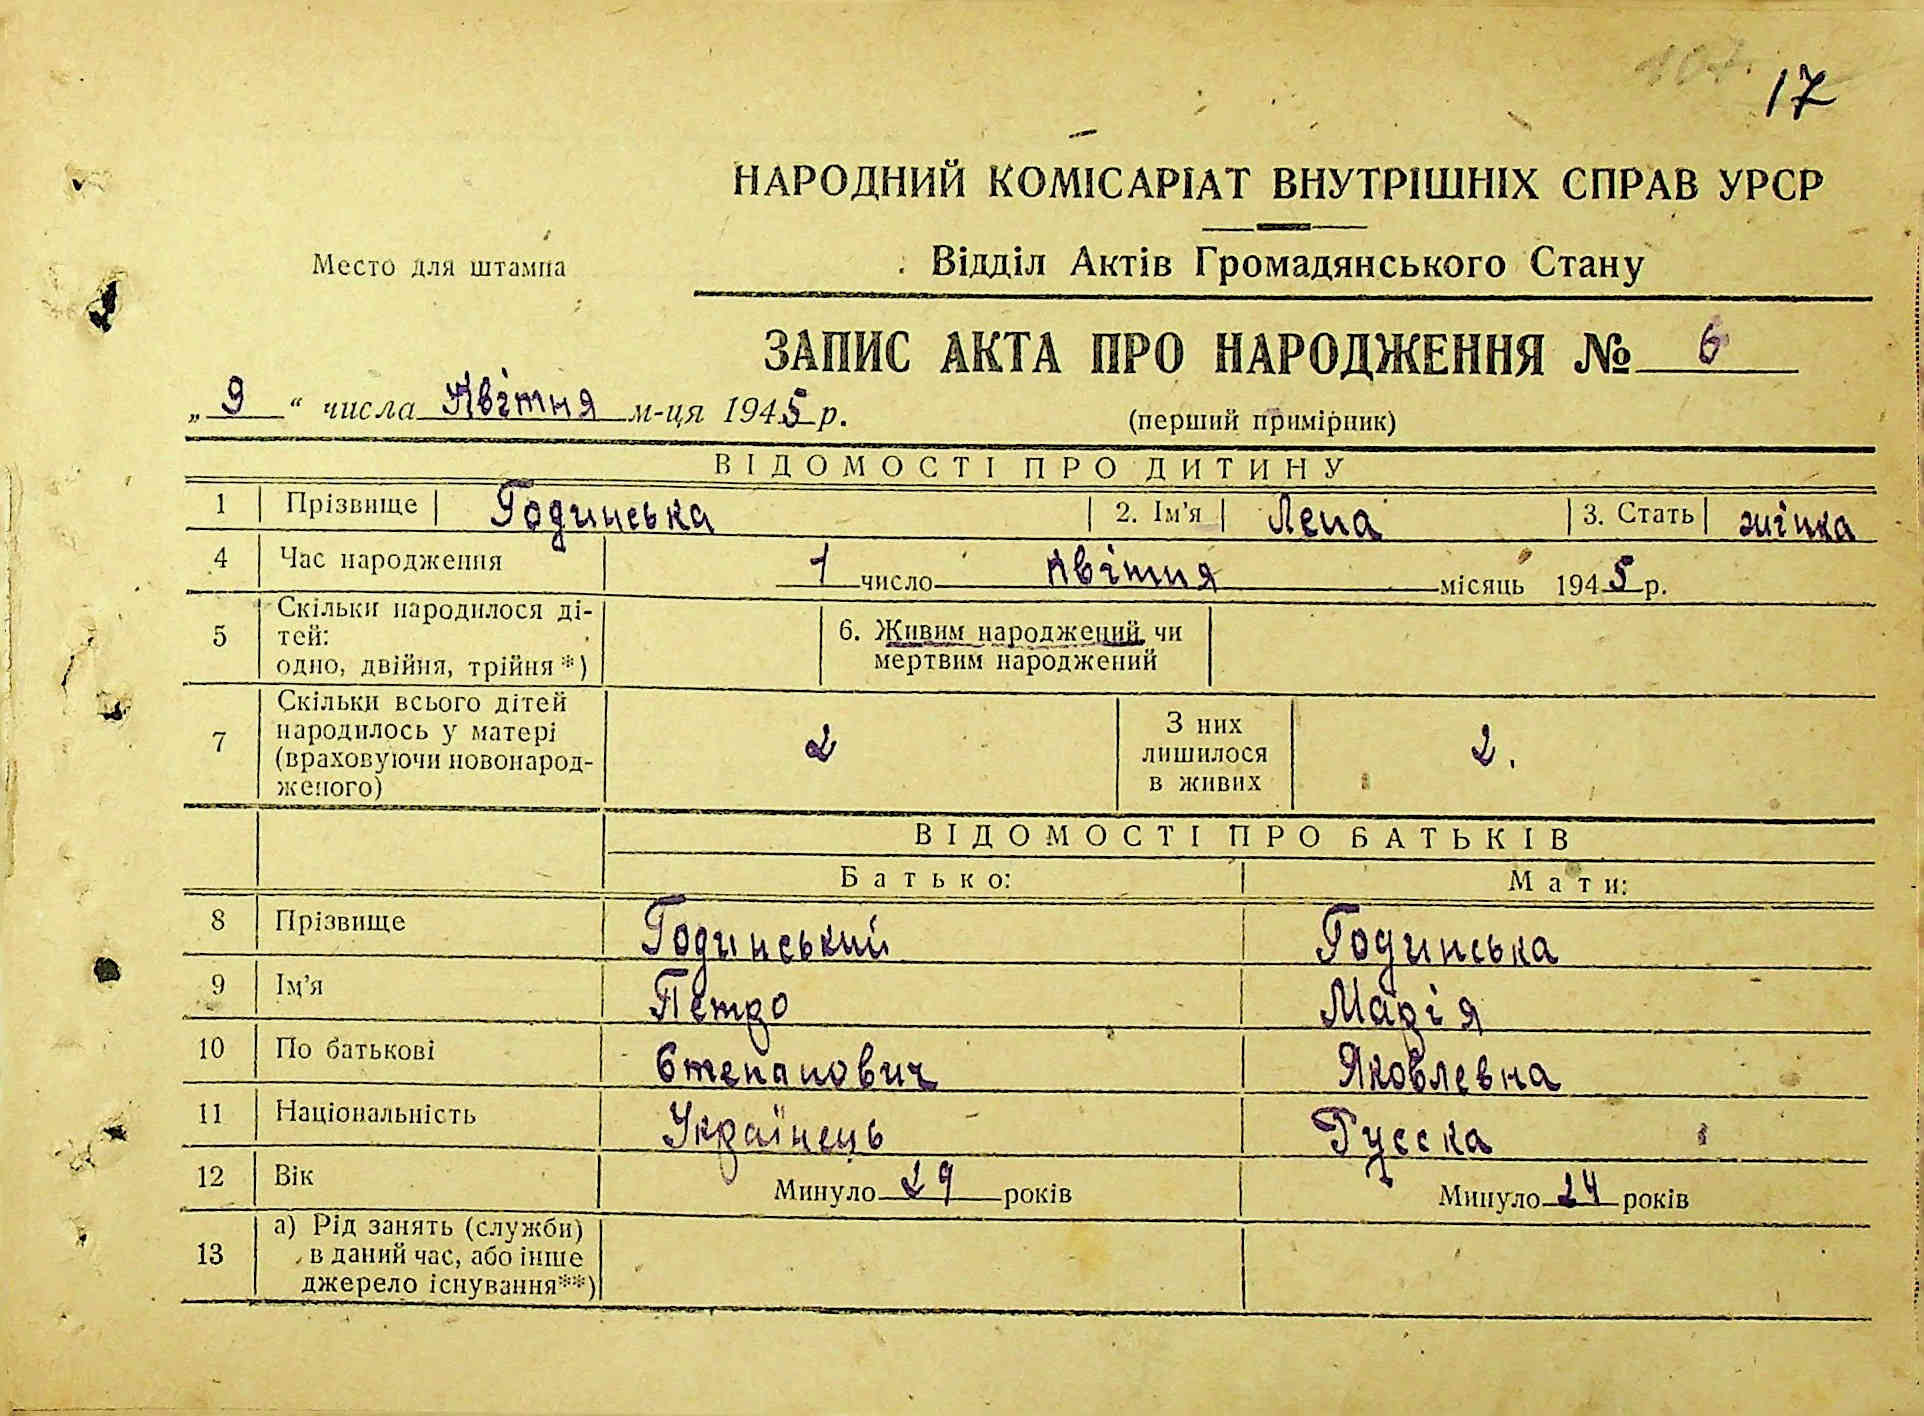 107.
17
НАРОДНИЙ КОМІСАРІАТ ВНУТРІШНІХ СПРАВ УРСР
Место для штампа
Відділ Актів Громадянського Стану
ЗАПИС АКТА ПРО НАРОДЖЕННЯ № 6
„ 9 “ числа Квітня м-ця 1945 р.
(перший примірник)
ВІДОМОСТІ ПРО ДИТИНУ
1 Прізвище Годинська 2. Ім'я Лена 3. Стать жінка
4 Час народження 1 число Квітня місяць 1945 р.
5 Скільки народилося ді-
тей:
одно, двійня, трійня *)
6. Живим народжений чи
мертвим народжений
7 Скільки всього дітей
народилось у матері
(враховуючи новонарод-
женого)
2
З них
лишилося
в живих
2.
ВІДОМОСТІ ПРО БАТЬКІВ
Батько: Мати:
8 Прізвище Годинський Годинська
9 Ім'я Петро Марія
10 По батькові Степанович Яковлевна
11 Національність Українець Русска
12 Вік Минуло 29 років Минуло 24 років
13 а) Рід занять (служби)
в даний час, або інше
джерело існування**)